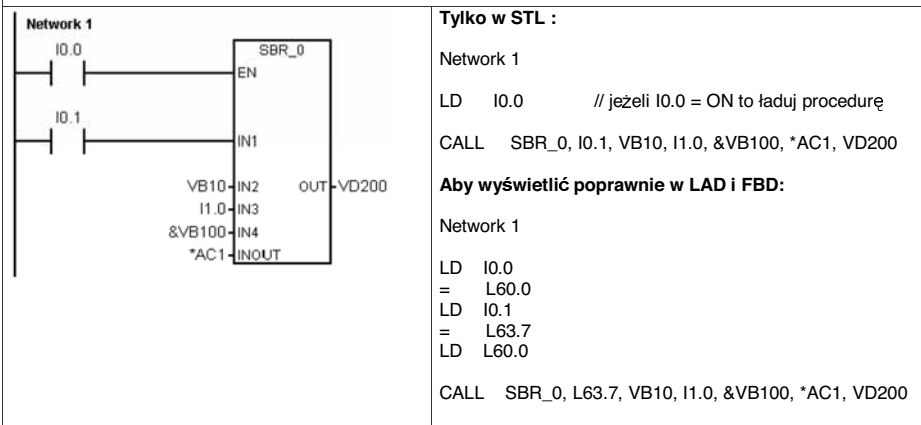 Network 1
I0.0
SBR_0
EN
I0.1
IN1
VB10 IN2 OUT VD200
I1.0 IN3
&VB100 IN4
*AC1 INOUT
Tylko w STL :
Network 1
LD I0.0 // jeżeli I0.0 = ON to ładuj procedurę
CALL SBR_0, I0.1, VB10, I1.0, &VB100, *AC1, VD200
Aby wyświetlić poprawnie w LAD i FBD:
Network 1
LD I0.0
= L60.0
LD I0.1
= L63.7
LD L60.0
CALL SBR_0, L63.7, VB10, I1.0, &VB100, *AC1, VD200